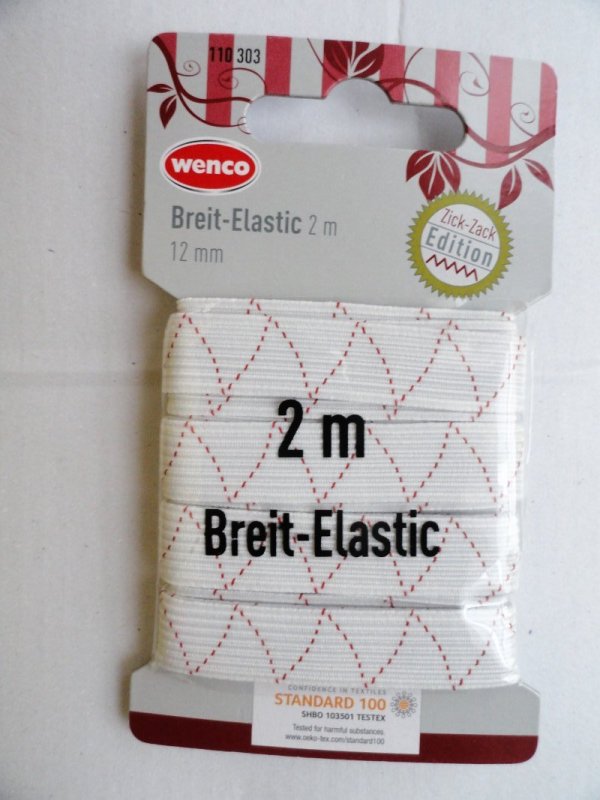 110 303
wenco
Breit-Elastic 2 m
12 mm
Zick-Zack
Edition
2 m
Breit-Elastic
CONFIDENCE IN TEXTILES
STANDARD 100
SHBO 103501 TESTEX
Tested for harmful substances.
www.oeko-tex.com/standard100